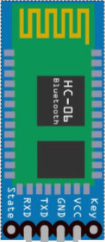 HC-06
Bluetooth
State
RXD
TXD
GND
VCC
Key